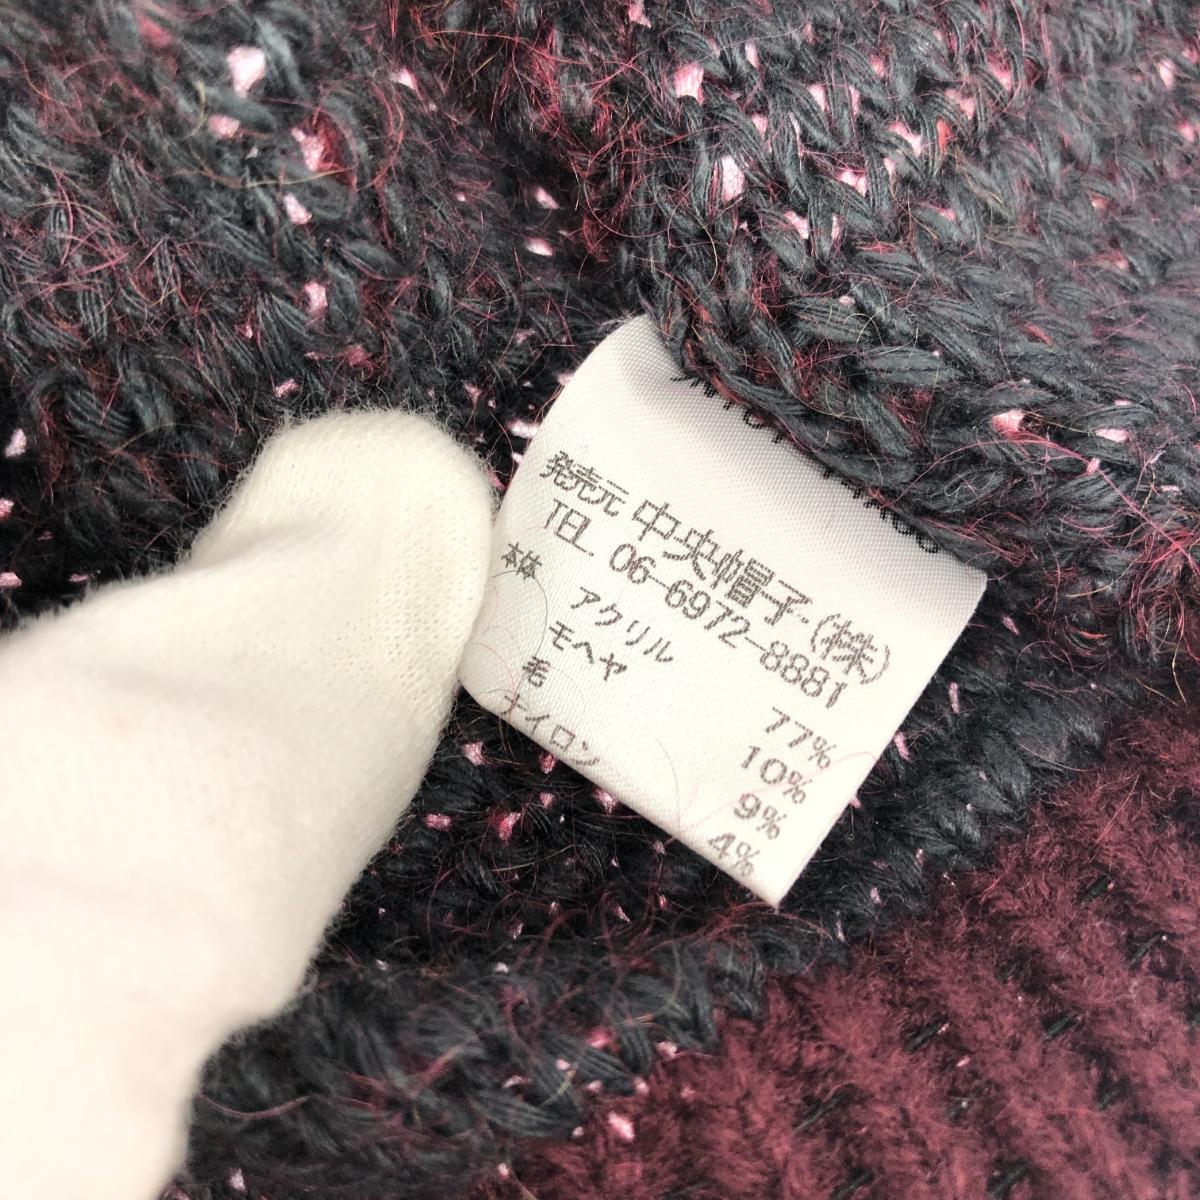 発売元 中央帽子(株)
TEL. 06-6972-8881
本体 アクリル 77%
モヘヤ 10%
毛 9%
ナイロン 4%